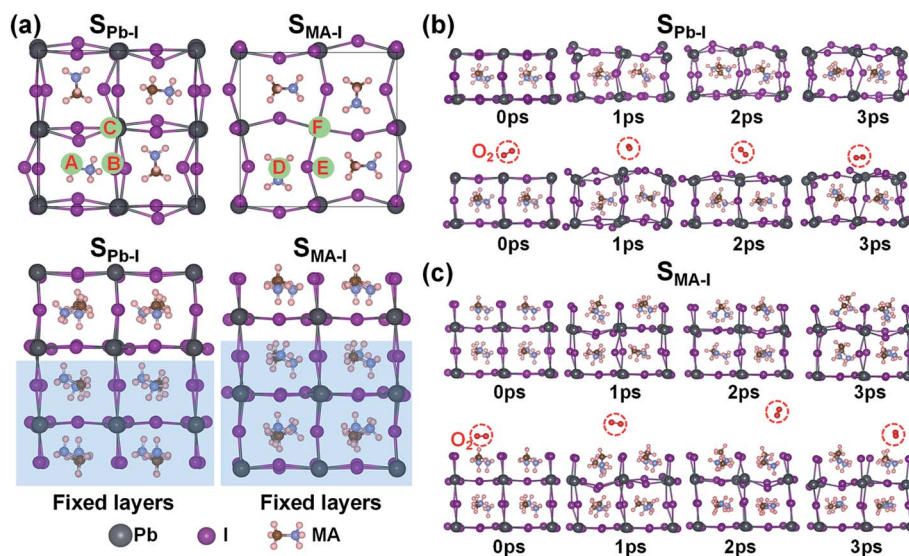 (a)
S_Pb-I
S_MA-I
C
A
B
F
D
E
S_Pb-I
S_MA-I
Fixed layers
Fixed layers
Pb
I
MA
(b)
S_Pb-I
0ps
1ps
2ps
3ps
O₂
0ps
1ps
2ps
3ps
(c)
S_MA-I
0ps
1ps
2ps
3ps
O₂
0ps
1ps
2ps
3ps